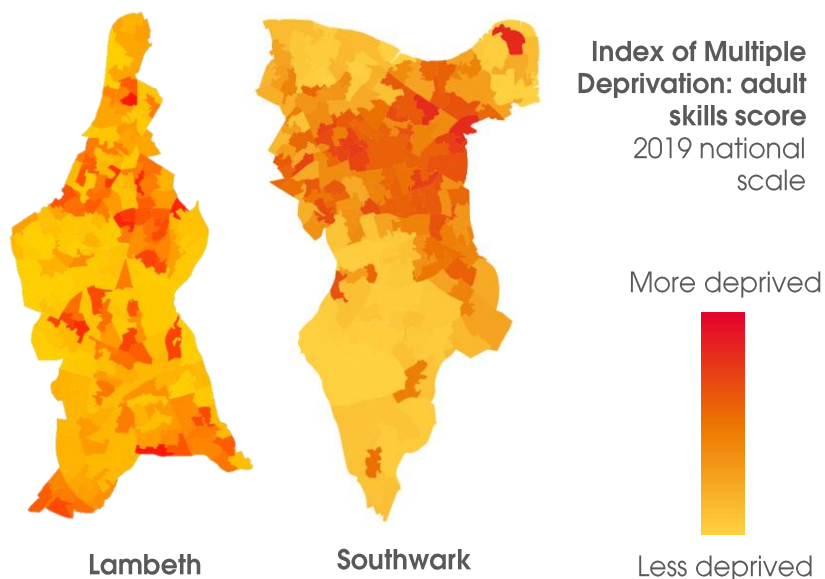 Index of Multiple
Deprivation: adult
skills score
2019 national
scale
More deprived
Less deprived
Lambeth
Southwark